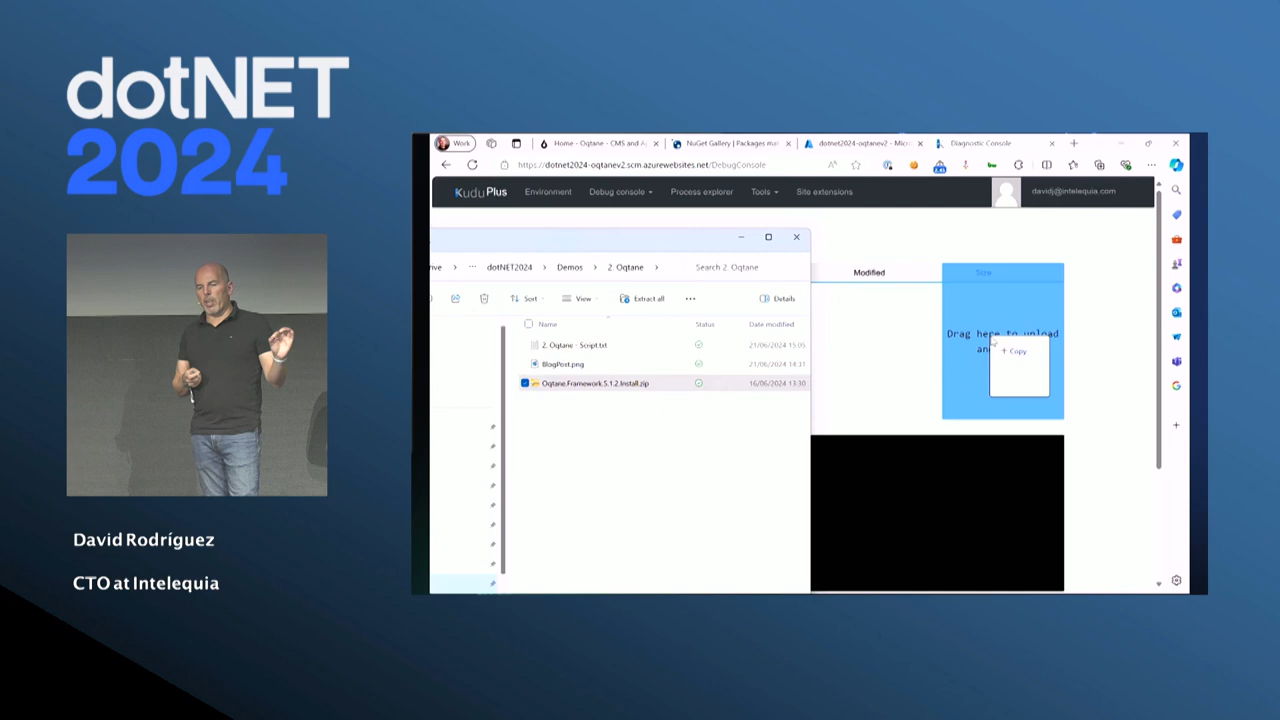 dotNET
2024
David Rodríguez
CTO at Intelequia
Work
Home - Oqtane - CMS and A
NuGet Gallery | Packages ma
dotnet2024-oqtanev2 - Micr
Diagnostic Console
https://dotnet2024-oqtanev2.scm.azurewebsites.net/DebugConsole
KuduPlus
Environment
Debug console
Process explorer
Tools
Site extensions
davidj@intelequia.com
dotNET2024
Demos
2. Oqtane
Search 2. Oqtane
Sort
View
Extract all
Details
Name
Status
Date modified
2. Oqtane - Script.txt
21/06/2024 15:05
BlogPost.png
21/06/2024 14:31
Oqtane.Framework.5.1.2.Install.zip
16/06/2024 13:30
Modified
Size
Drag here to upload
+ Copy